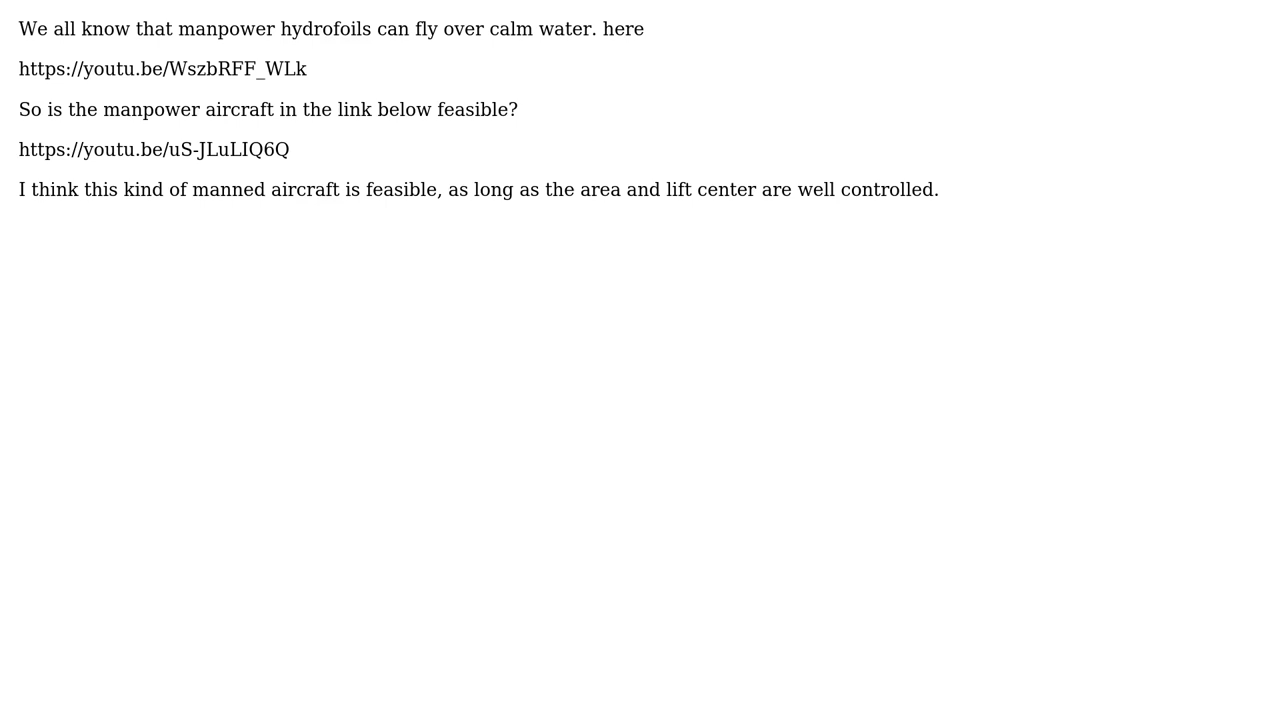 We all know that manpower hydrofoils can fly over calm water. here
https://youtu.be/WszbRFF_WLk
So is the manpower aircraft in the link below feasible?
https://youtu.be/uS-JLuLIQ6Q
I think this kind of manned aircraft is feasible, as long as the area and lift center are well controlled.